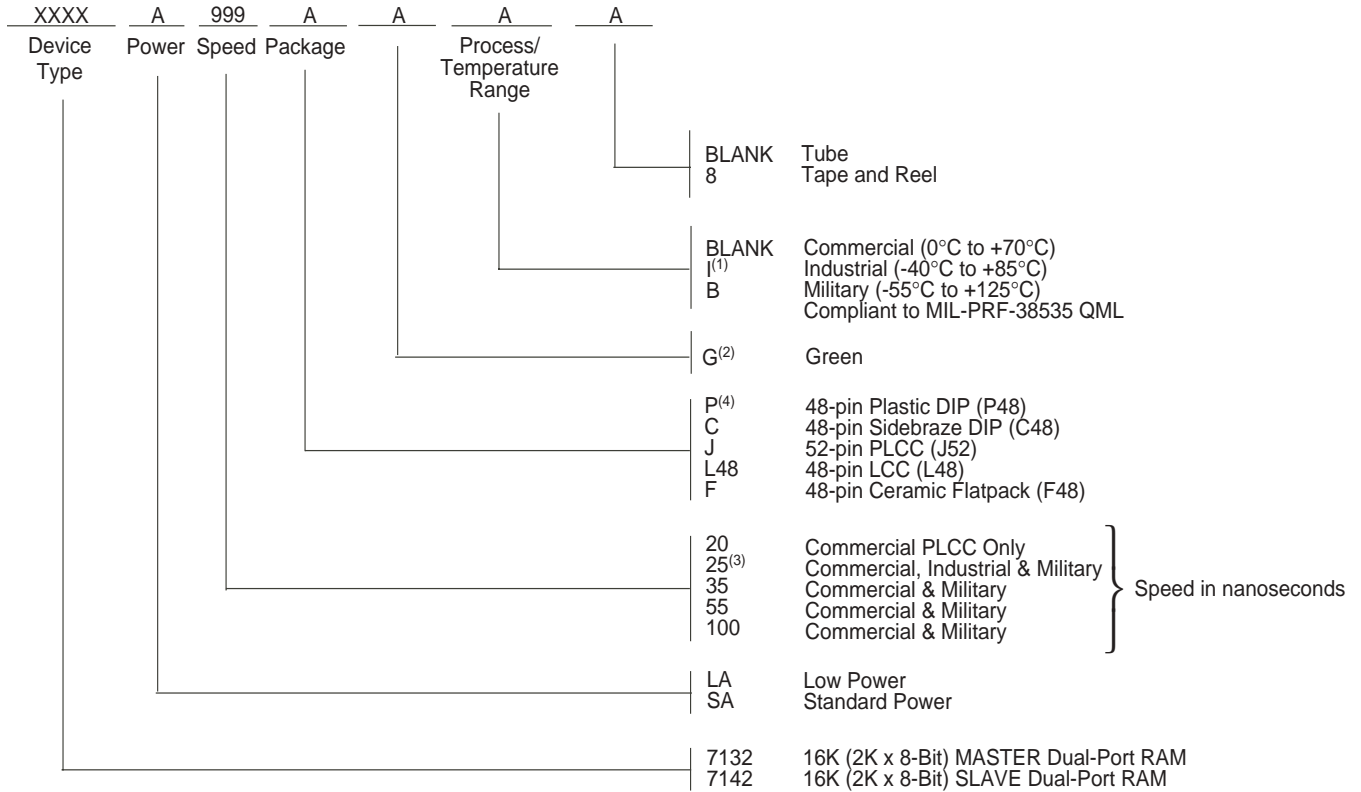 XXXX A 999 A A A A
Device Type Power Speed Package Process/ Temperature Range
BLANK Tube
8 Tape and Reel
BLANK Commercial (0°C to +70°C)
I(1) Industrial (-40°C to +85°C)
B Military (-55°C to +125°C)
Compliant to MIL-PRF-38535 QML
G(2) Green
P(4) 48-pin Plastic DIP (P48)
C 48-pin Sidebraze DIP (C48)
J 52-pin PLCC (J52)
L48 48-pin LCC (L48)
F 48-pin Ceramic Flatpack (F48)
20 Commercial PLCC Only
25(3) Commercial, Industrial & Military
35 Commercial & Military
55 Commercial & Military
100 Commercial & Military
Speed in nanoseconds
LA Low Power
SA Standard Power
7132 16K (2K x 8-Bit) MASTER Dual-Port RAM
7142 16K (2K x 8-Bit) SLAVE Dual-Port RAM